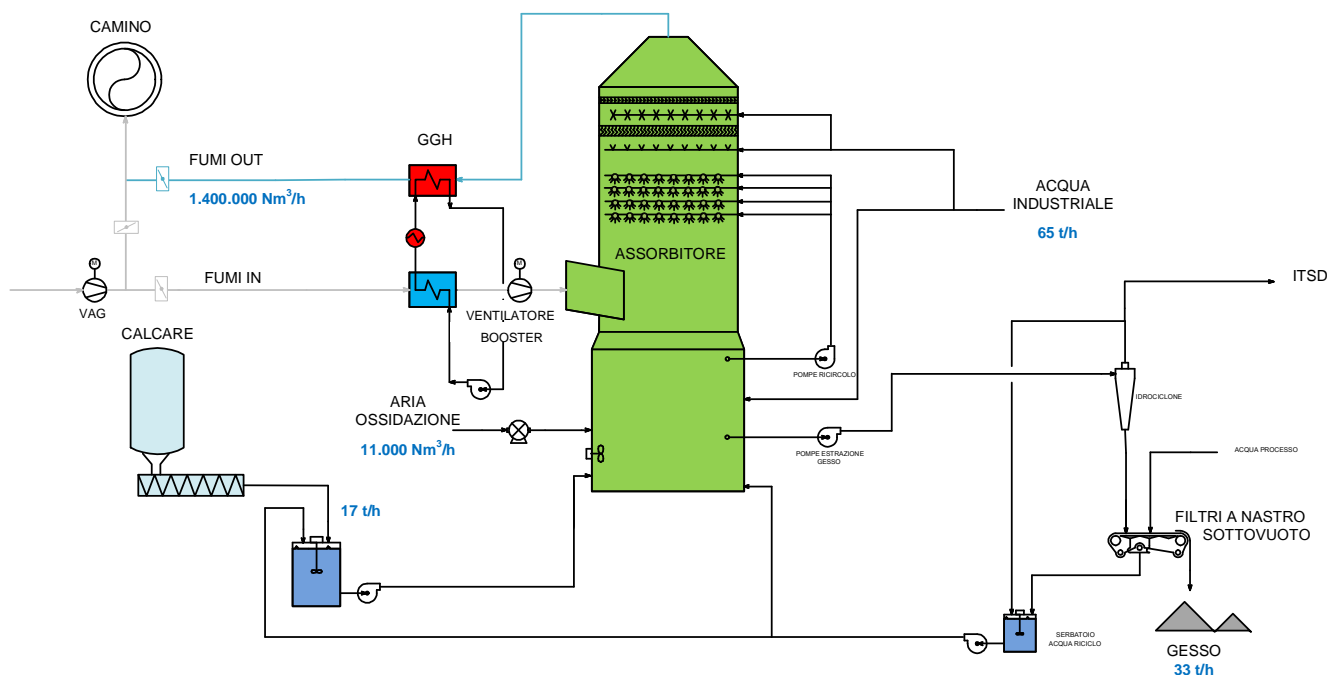 CAMINO
GGH
FUMI OUT
1.400.000 Nm³/h
ACQUA
INDUSTRIALE
65 t/h
ASSORBITORE
M
M
FUMI IN
ITSD
VAG
VENTILATORE
BOOSTER
CALCARE
POMPE RICIRCOLO
IDROCICLONE
ARIA
OSSIDAZIONE
11.000 Nm³/h
POMPE ESTRAZIONE
GESSO
ACQUA PROCESSO
17 t/h
FILTRI A NASTRO
SOTTOVUOTO
SERBATOIO
ACQUA RICICLO
GESSO
33 t/h